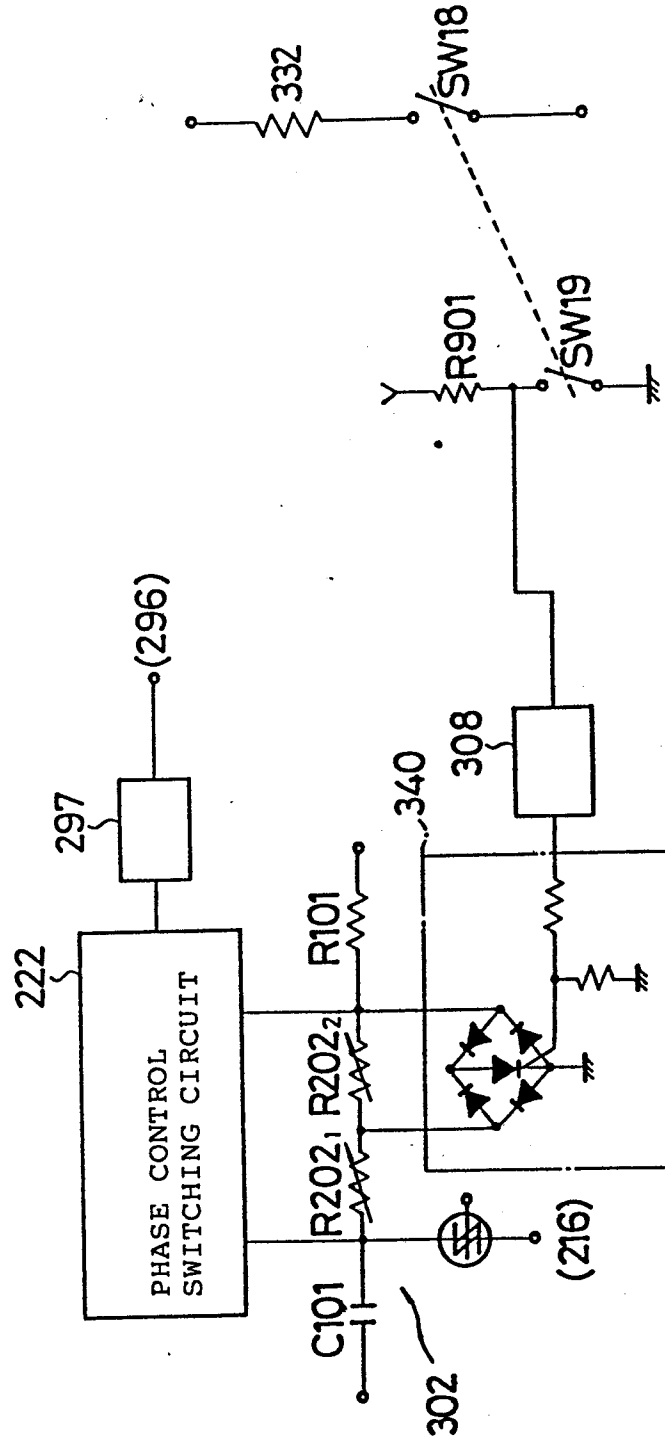 222
297
(296)
PHASE CONTROL
SWITCHING CIRCUIT
C101
R202₁
R202₂
R101
302
(216)
340
308
R901
SW19
332
SW18